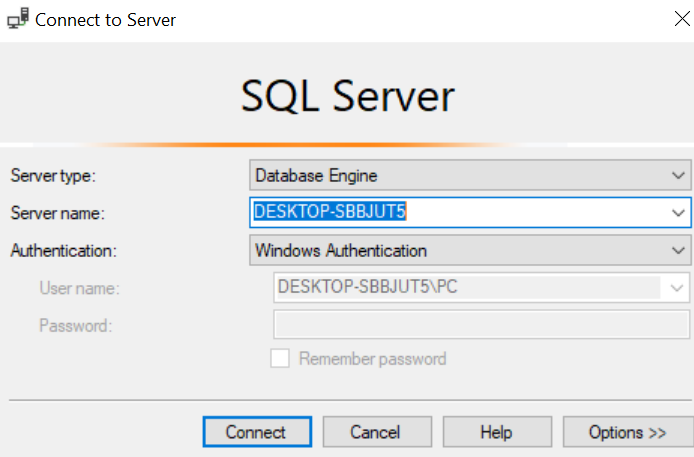 Connect to Server
SQL Server
Server type: Database Engine
Server name: DESKTOP-SBBJUT5
Authentication: Windows Authentication
User name: DESKTOP-SBBJUT5\PC
Password:
Remember password
Connect Cancel Help Options >>